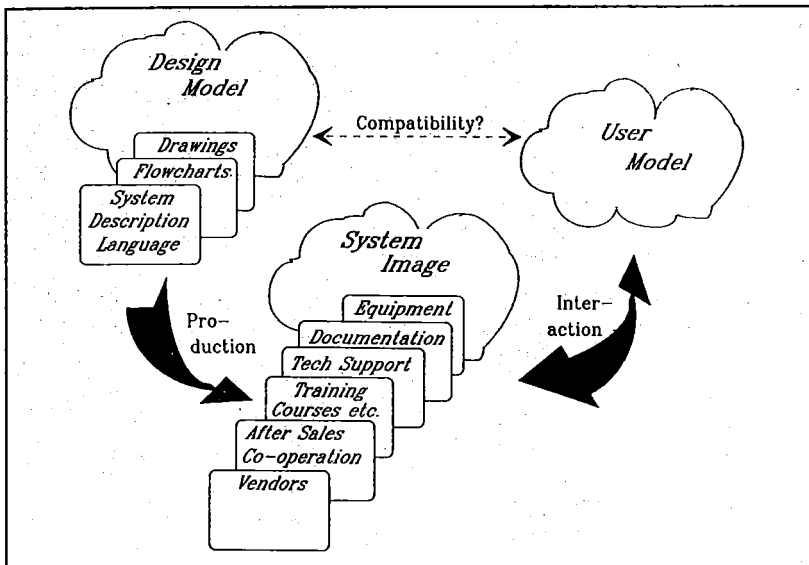 Design
Model
Compatibility?
User
Model
Drawings
Flowcharts.
System
Description
Language
System
Image
Equipment
Documentation
Tech Support
Training
Courses etc.
After Sales
Co-operation
Vendors
Pro-
duction
Inter-
action